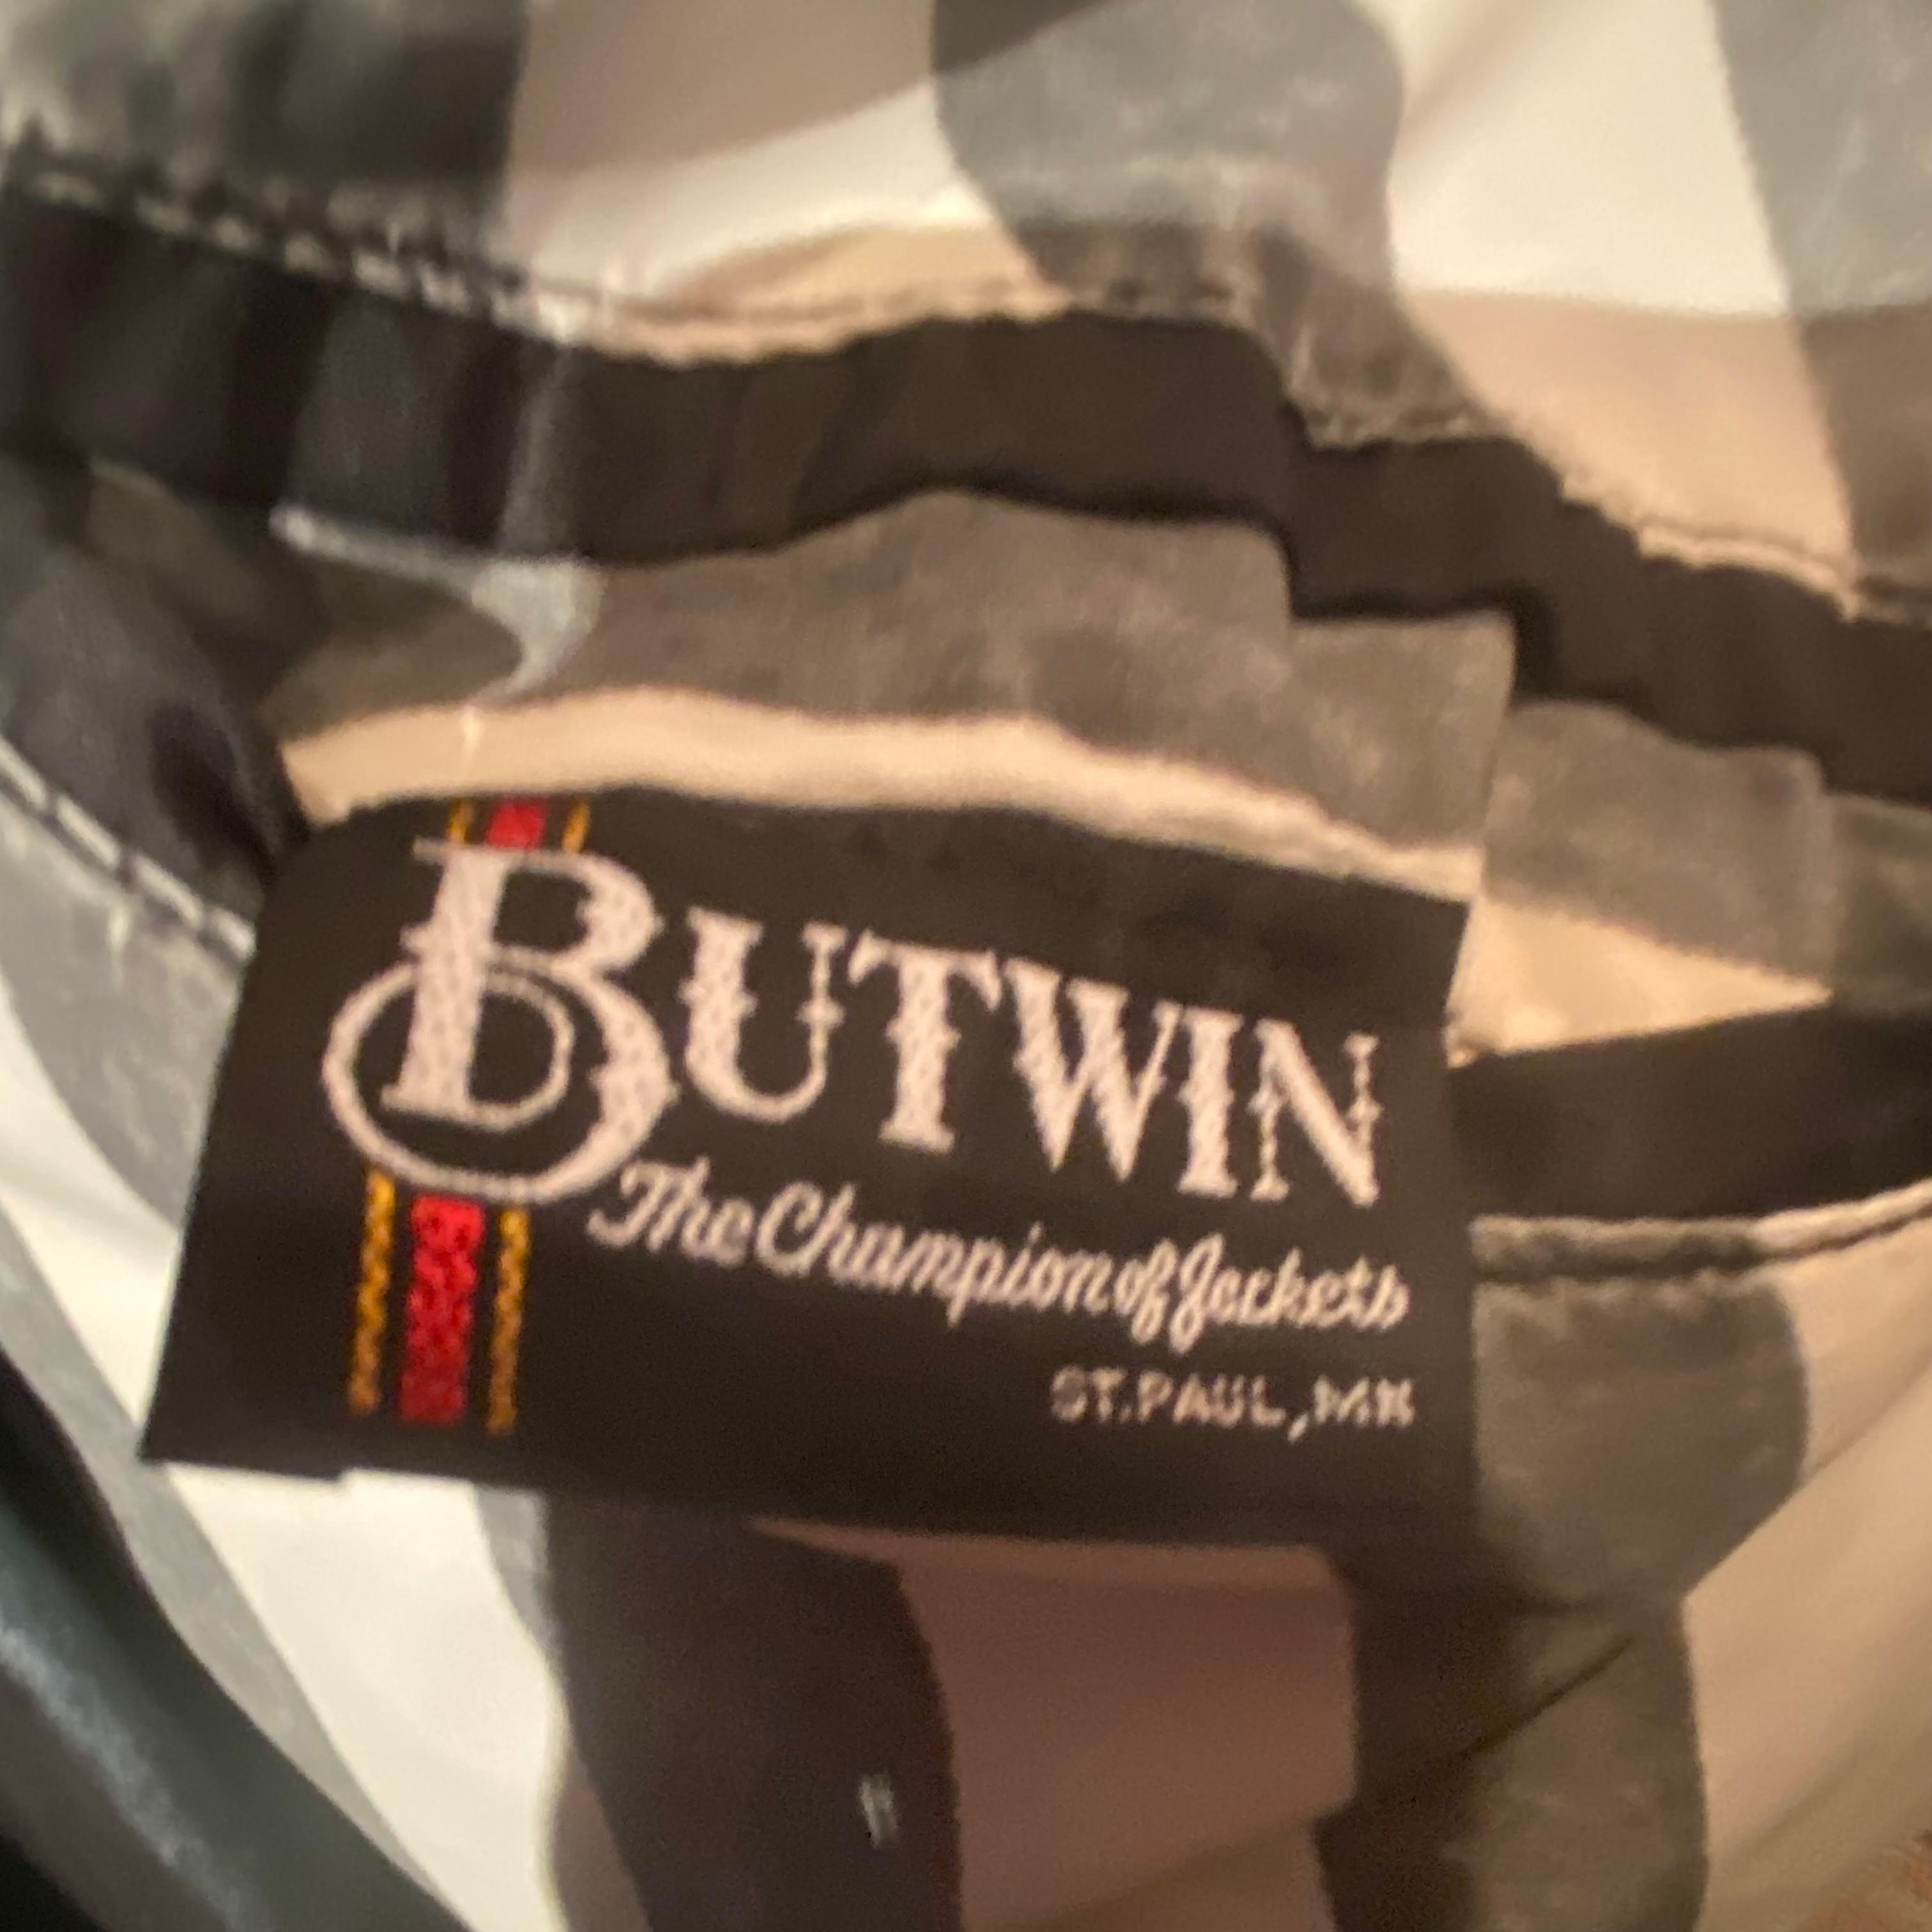 BUTWIN
The Champion of Jackets
ST. PAUL, MN